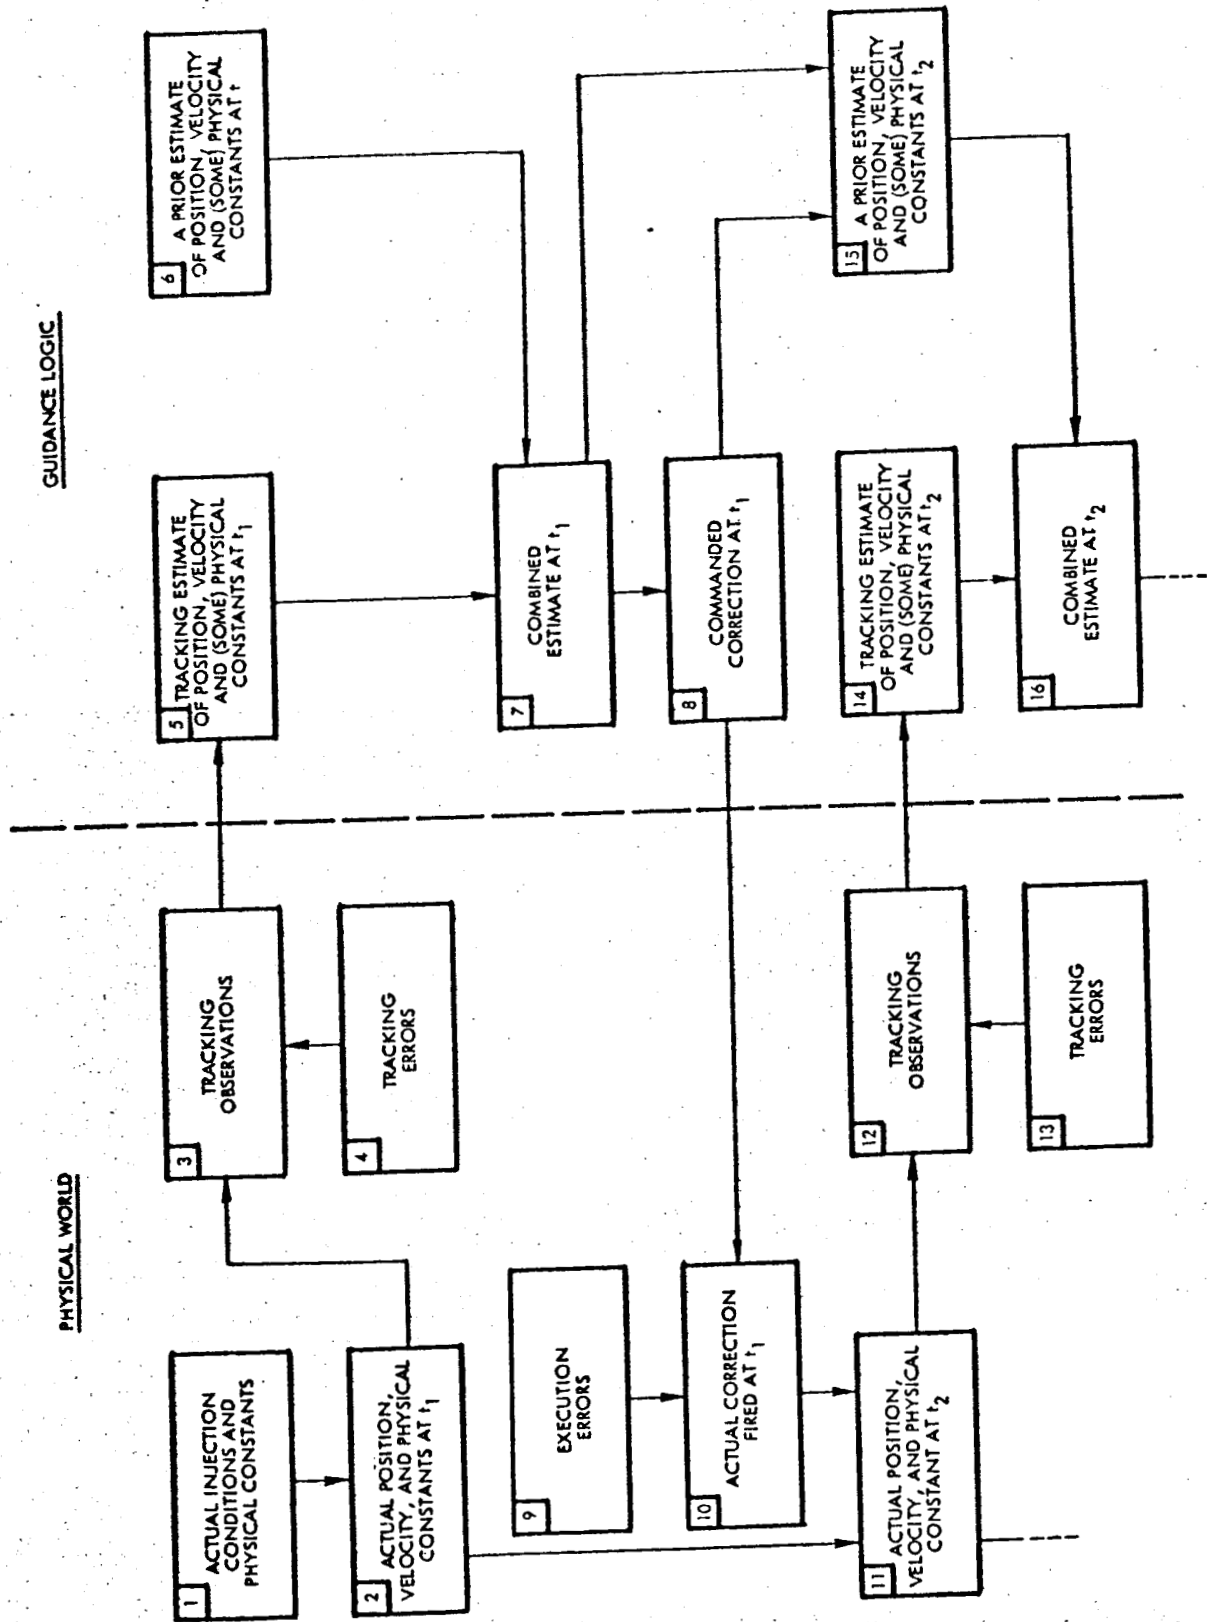 PHYSICAL WORLD
GUIDANCE LOGIC
1
ACTUAL INJECTION
CONDITIONS AND
PHYSICAL CONSTANTS
2
ACTUAL POSITION,
VELOCITY, AND PHYSICAL
CONSTANTS AT t1
3
TRACKING
OBSERVATIONS
4
TRACKING
ERRORS
5
TRACKING ESTIMATE
OF POSITION, VELOCITY
AND (SOME) PHYSICAL
CONSTANTS AT t1
6
A PRIOR ESTIMATE
OF POSITION, VELOCITY
AND (SOME) PHYSICAL
CONSTANTS AT t
7
COMBINED
ESTIMATE AT t1
8
COMMANDED
CORRECTION AT t1
9
EXECUTION
ERRORS
10
ACTUAL CORRECTION
FIRED AT t1
11
ACTUAL POSITION,
VELOCITY, AND PHYSICAL
CONSTANT AT t2
12
TRACKING
OBSERVATIONS
13
TRACKING
ERRORS
14
TRACKING ESTIMATE
OF POSITION, VELOCITY
AND (SOME) PHYSICAL
CONSTANTS AT t2
15
A PRIOR ESTIMATE
OF POSITION, VELOCITY
AND (SOME) PHYSICAL
CONSTANTS AT t2
16
COMBINED
ESTIMATE AT t2